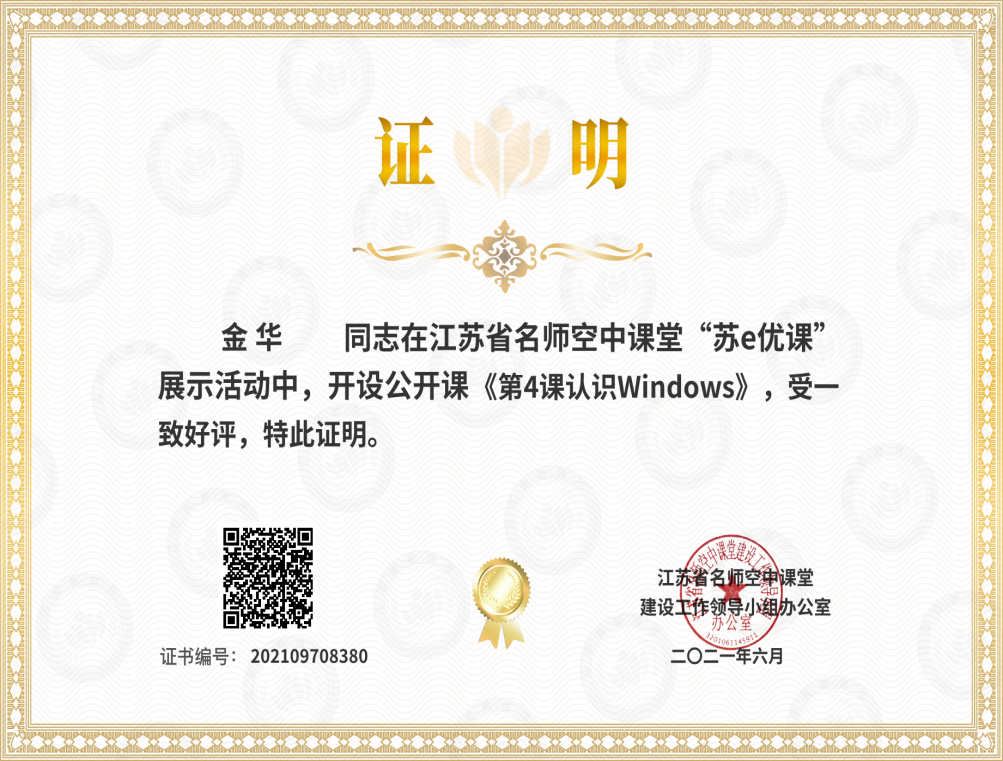 证 明
金 华 同志在江苏省名师空中课堂“苏e优课”
展示活动中，开设公开课《第4课认识Windows》，受一
致好评，特此证明。
江苏省名师空中课堂
建设工作领导小组办公室
办公室
3201061145911
证书编号： 202109708380
二〇二一年六月